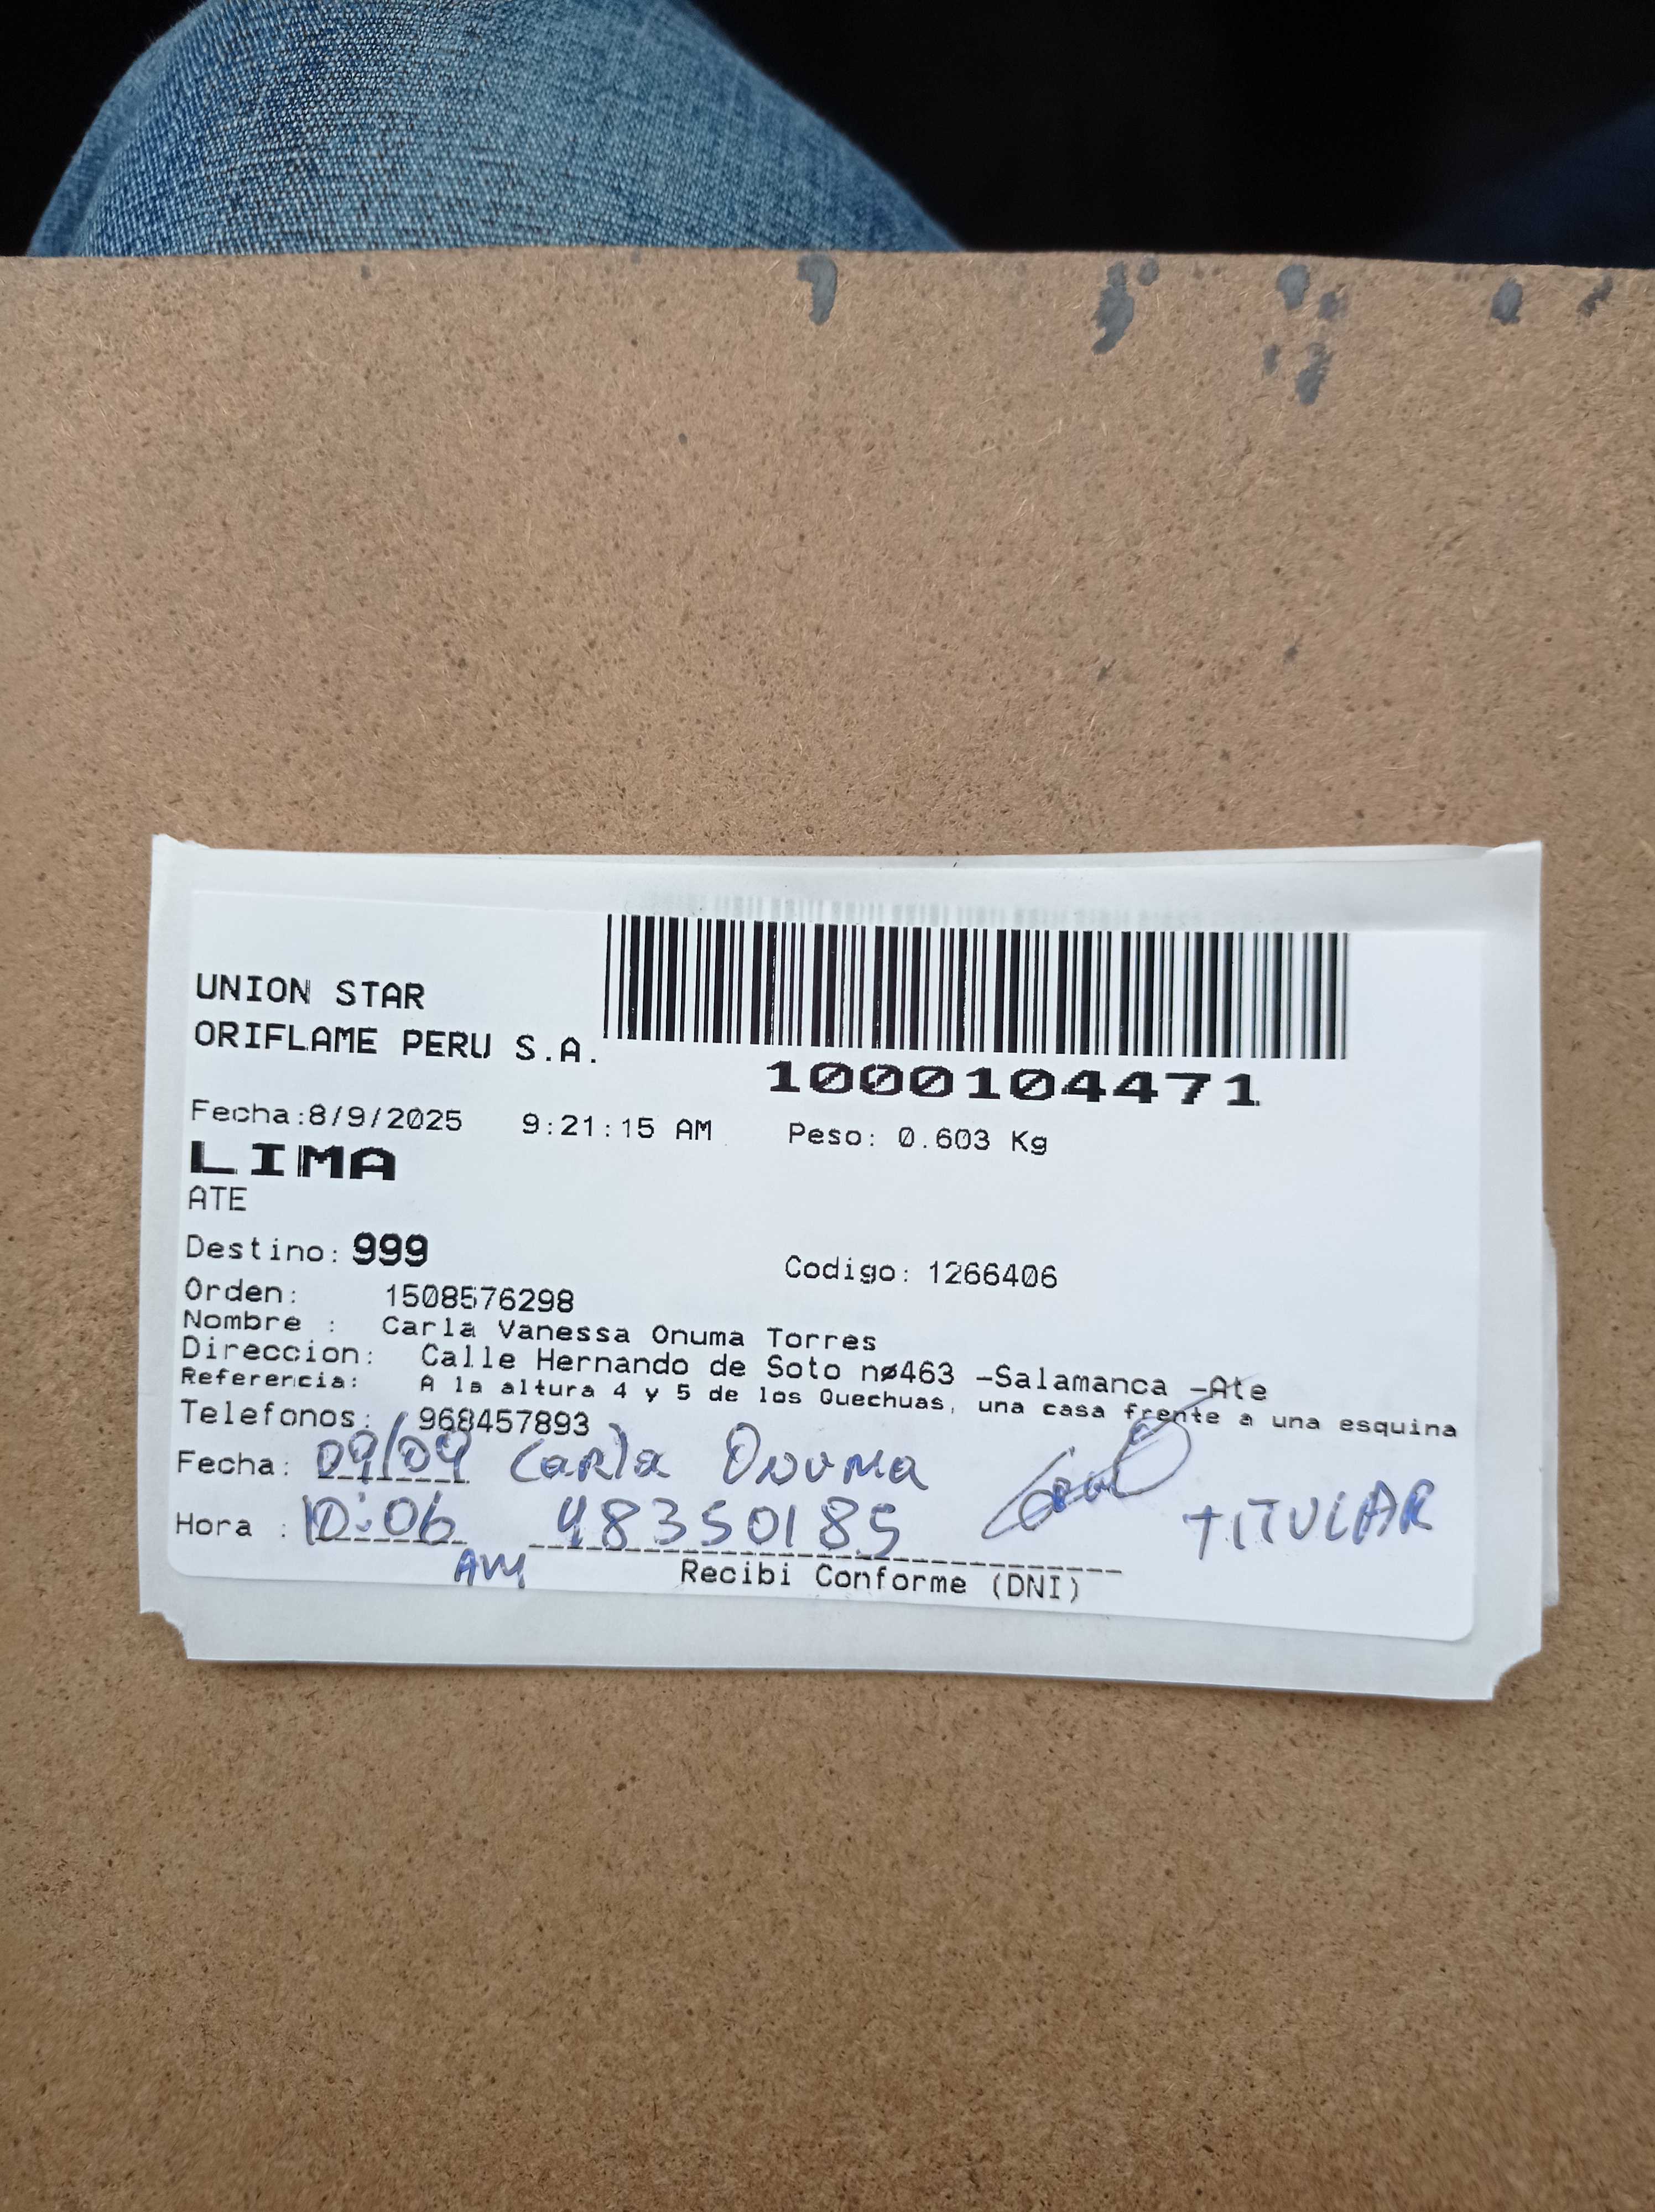 UNION STAR
ORIFLAME PERU S.A.
1000104471
Fecha:8/9/2025 9:21:15 AM Peso: 0.603 Kg
LIMA
ATE
Destino: 999 Codigo: 1266406
Orden: 1508576298
Nombre : Carla Vanessa Onuma Torres
Direccion: Calle Hernando de Soto nø463 -Salamanca -Ate
Referencia: A la altura 4 y 5 de los Quechuas, una casa frente a una esquina
Telefonos: 968457893
Fecha: 09/09 Carla Onuma
Hora : 10:06 48350185 TITULAR
AM
Recibi Conforme (DNI)